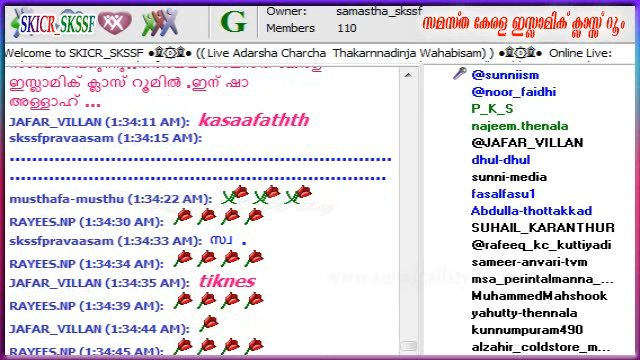 SKICR_SKSSF
G
Owner: samastha_skssf
Members 110
സമസ്ത കേരള ഇസ്ലാമിക് ക്ലാസ്സ് റൂം
Welcome to SKICR_SKSSF ●۩۞۩● (( Live Adarsha Charcha Thakarnnadinja Wahabisam)) ●۩۞۩● Online Live:
ഇസ്ലാമിക് ക്ലാസ് റൂമില്‍ .ഇന് ഷാ
അള്ളാഹ് ...
JAFAR_VILLAN (1:34:11 AM): kasaafathth
skssfpravaasam (1:34:15 AM):
musthafa-musthu (1:34:22 AM):
RAYEES.NP (1:34:30 AM):
skssfpravaasam (1:34:33 AM): സ്വ .
RAYEES.NP (1:34:34 AM):
JAFAR_VILLAN (1:34:35 AM): tiknes
RAYEES.NP (1:34:39 AM):
JAFAR_VILLAN (1:34:44 AM):
RAYEES.NP (1:34:45 AM):
@sunniism
@noor_faidhi
P_K_S
najeem.thenala
@JAFAR_VILLAN
dhul-dhul
sunni-media
fasalfasu1
Abdulla-thottakkad
SUHAIL_KARANTHUR
@rafeeq_kc_kuttiyadi
sameer-anvari-tvm
msa_perintalmanna_...
MuhammedMahshook
yahutty-thennala
kunnumpuram490
alzahir_coldstore_m...